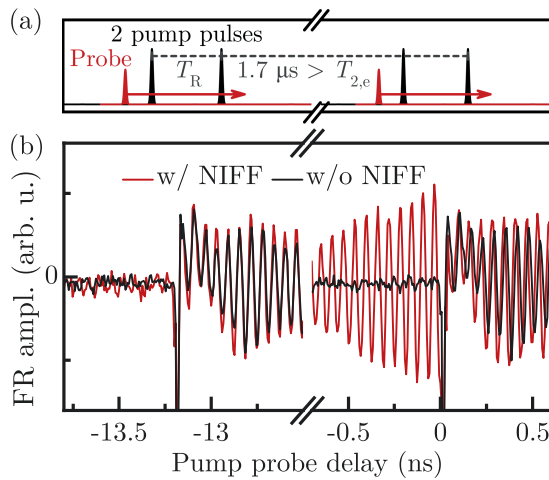 (a)
2 pump pulses
Probe
T_R 1.7 μs > T_2,e
(b)
w/ NIFF w/o NIFF
FR ampl. (arb. u.)
0
-13.5 -13 -0.5 0 0.5
Pump probe delay (ns)